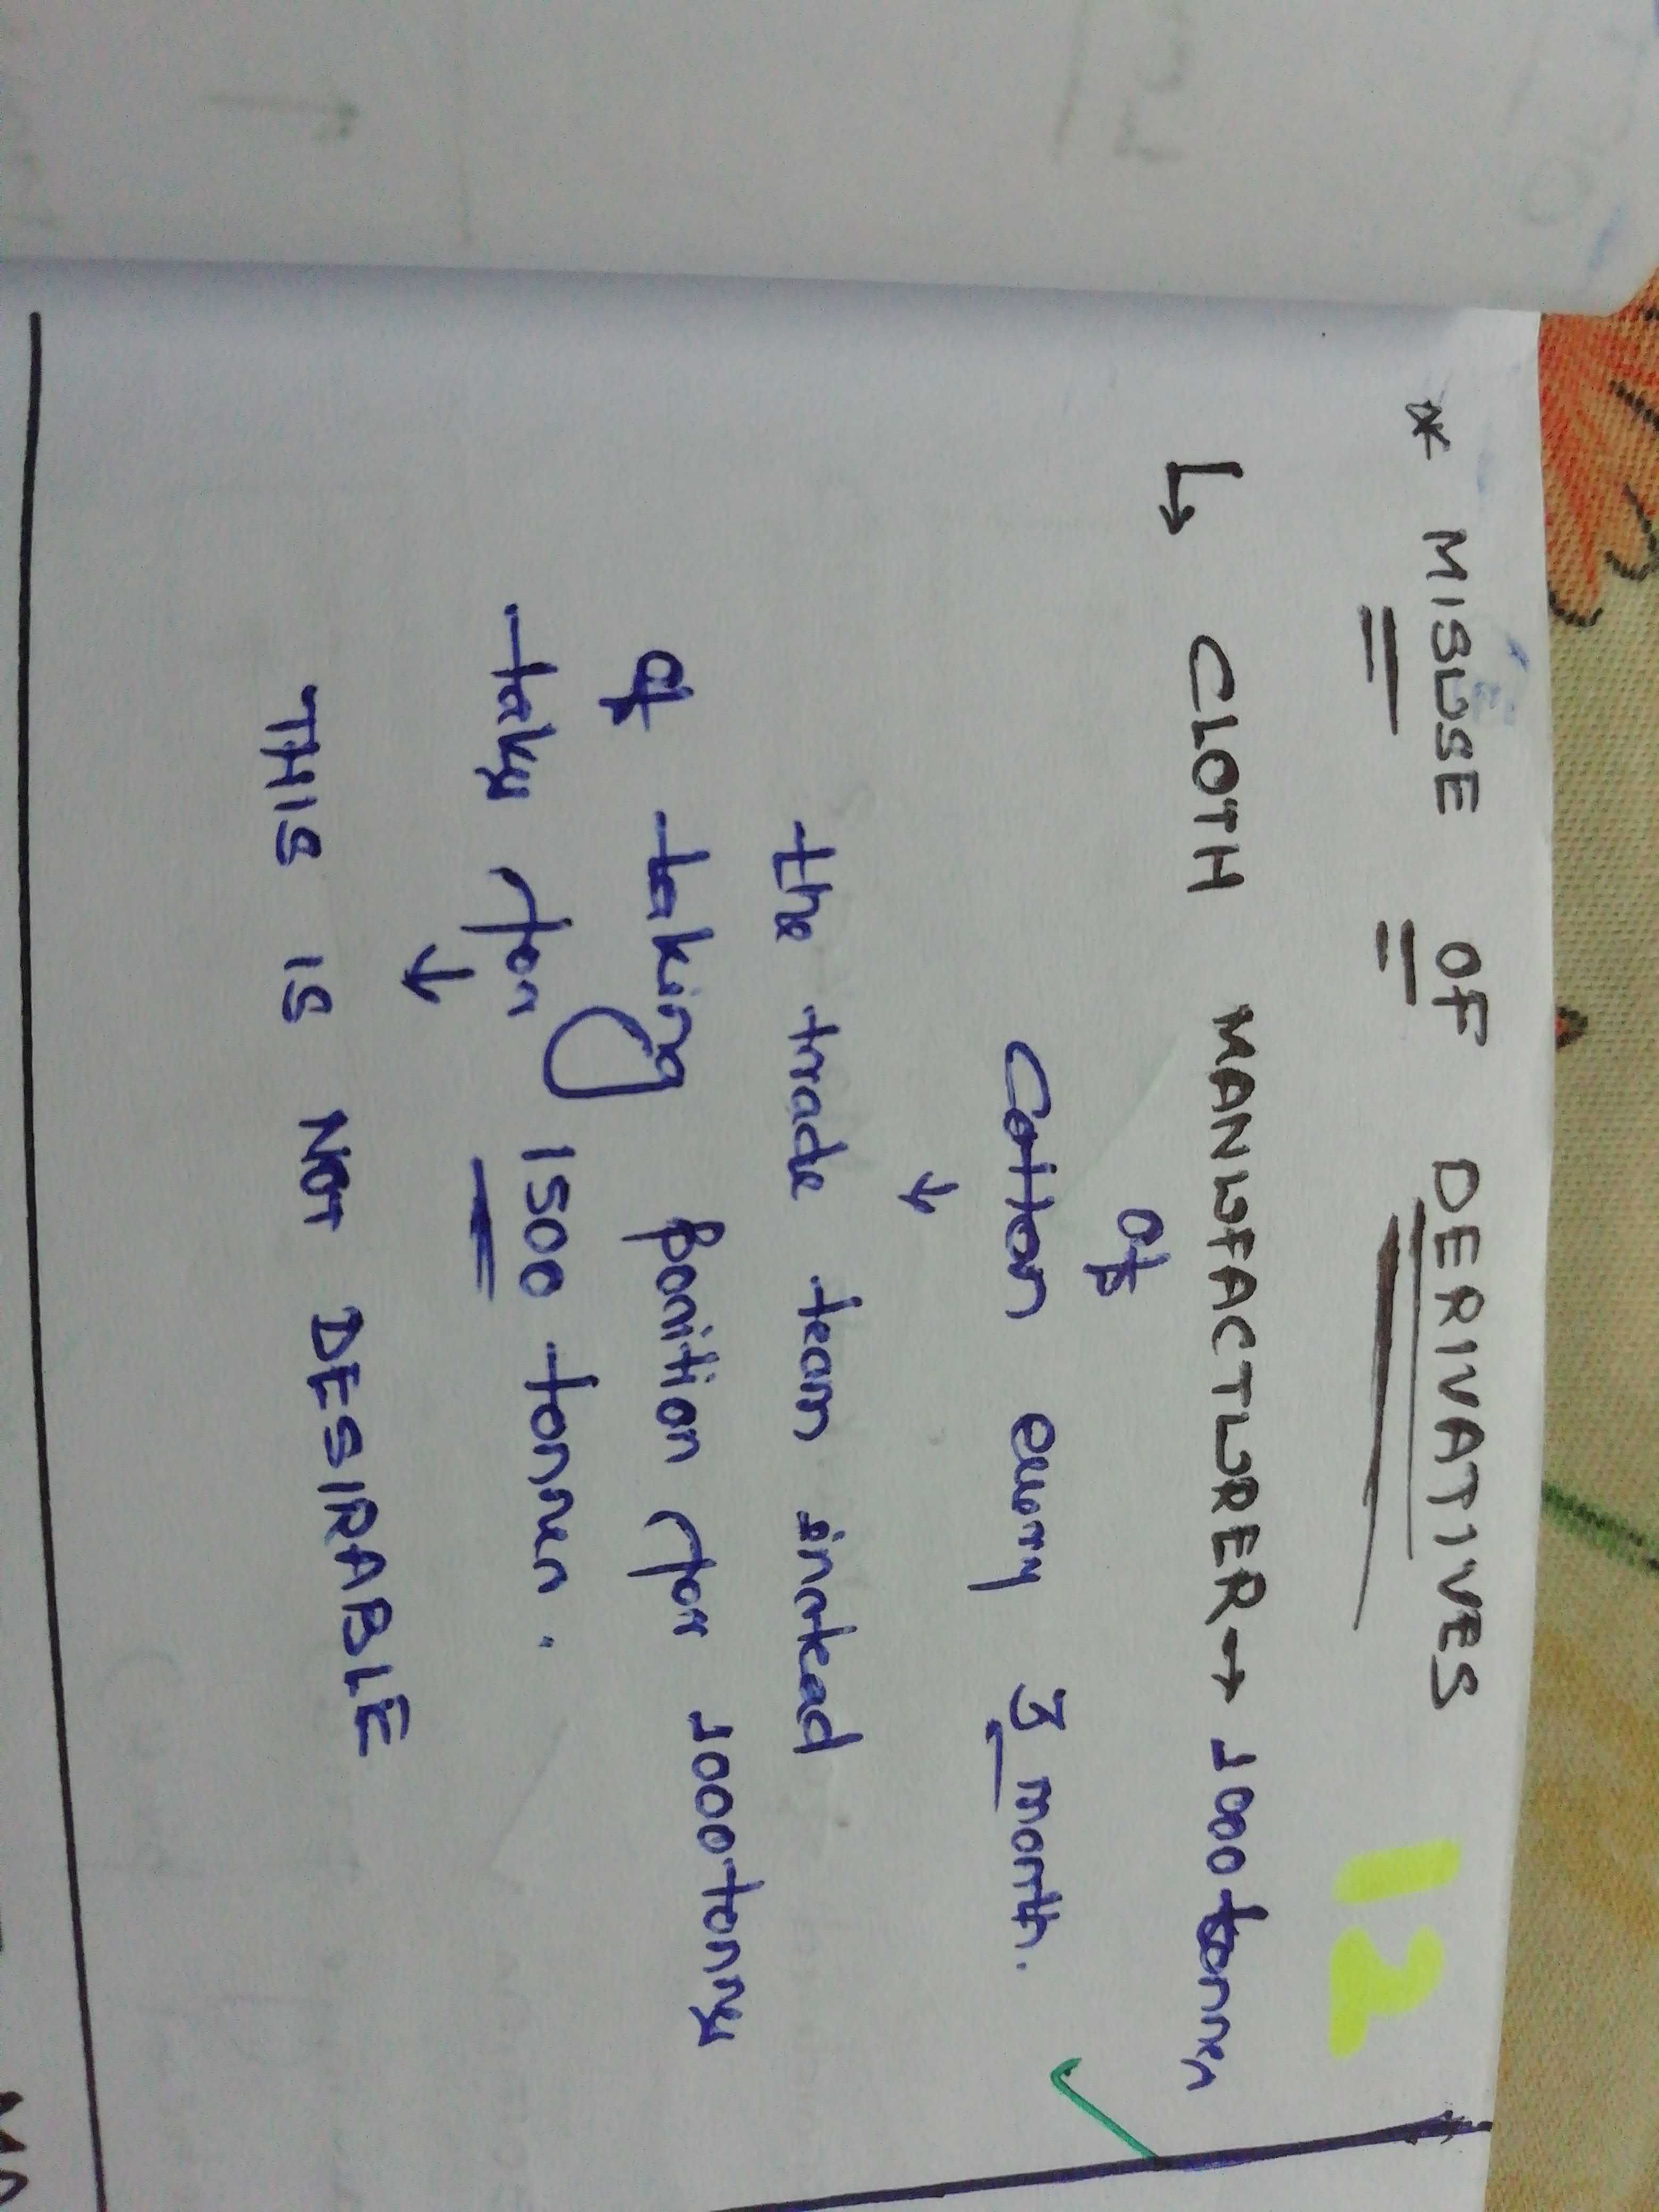 12
* MISUSE OF DERIVATIVES
↳ CLOTH MANUFACTURER → 1000 tonnes
of
Cotton every 3 month.
↓
the trade team instead
of taking position for 1000 tonnes
takes for 1500 tonnes.
↓
THIS IS NOT DESIRABLE